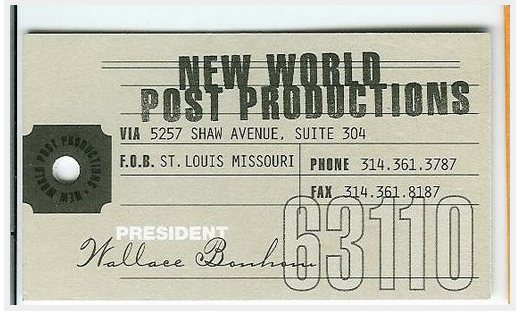 NEW WORLD
POST PRODUCTIONS
VIA 5257 SHAW AVENUE, SUITE 304
F.O.B. ST. LOUIS MISSOURI
PHONE 314.361.3787
FAX 314.361.8187
NEW WORLD POST PRODUCTIONS •
PRESIDENT
Wallace Bonhom
63110